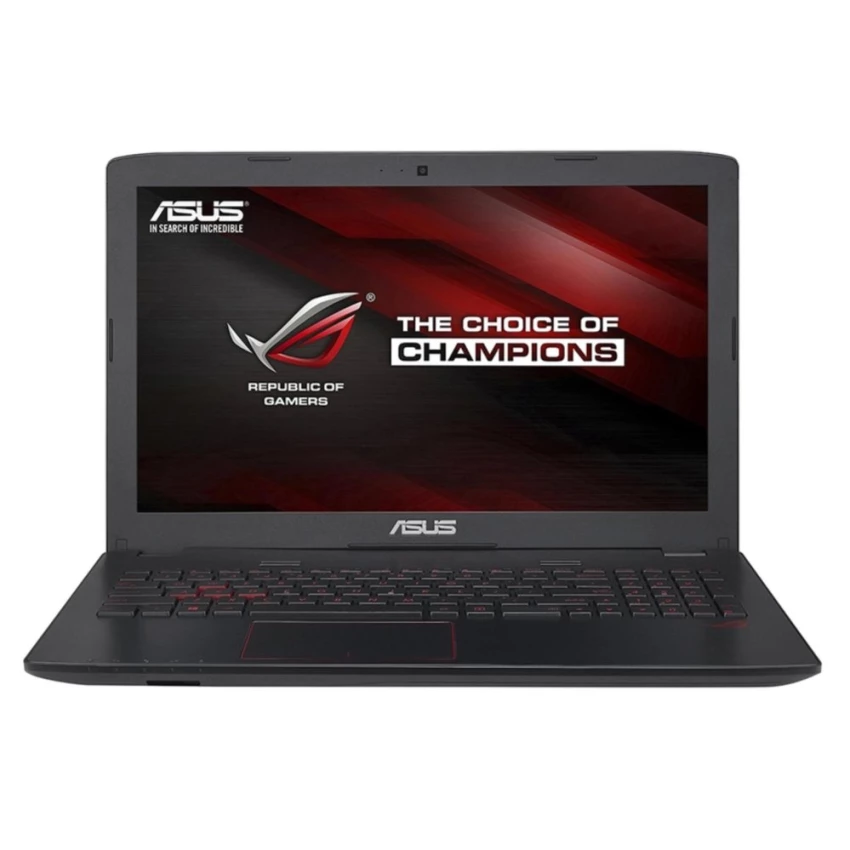 ASUS
IN SEARCH OF INCREDIBLE
®
REPUBLIC OF
GAMERS
THE CHOICE OF
CHAMPIONS
ASUS